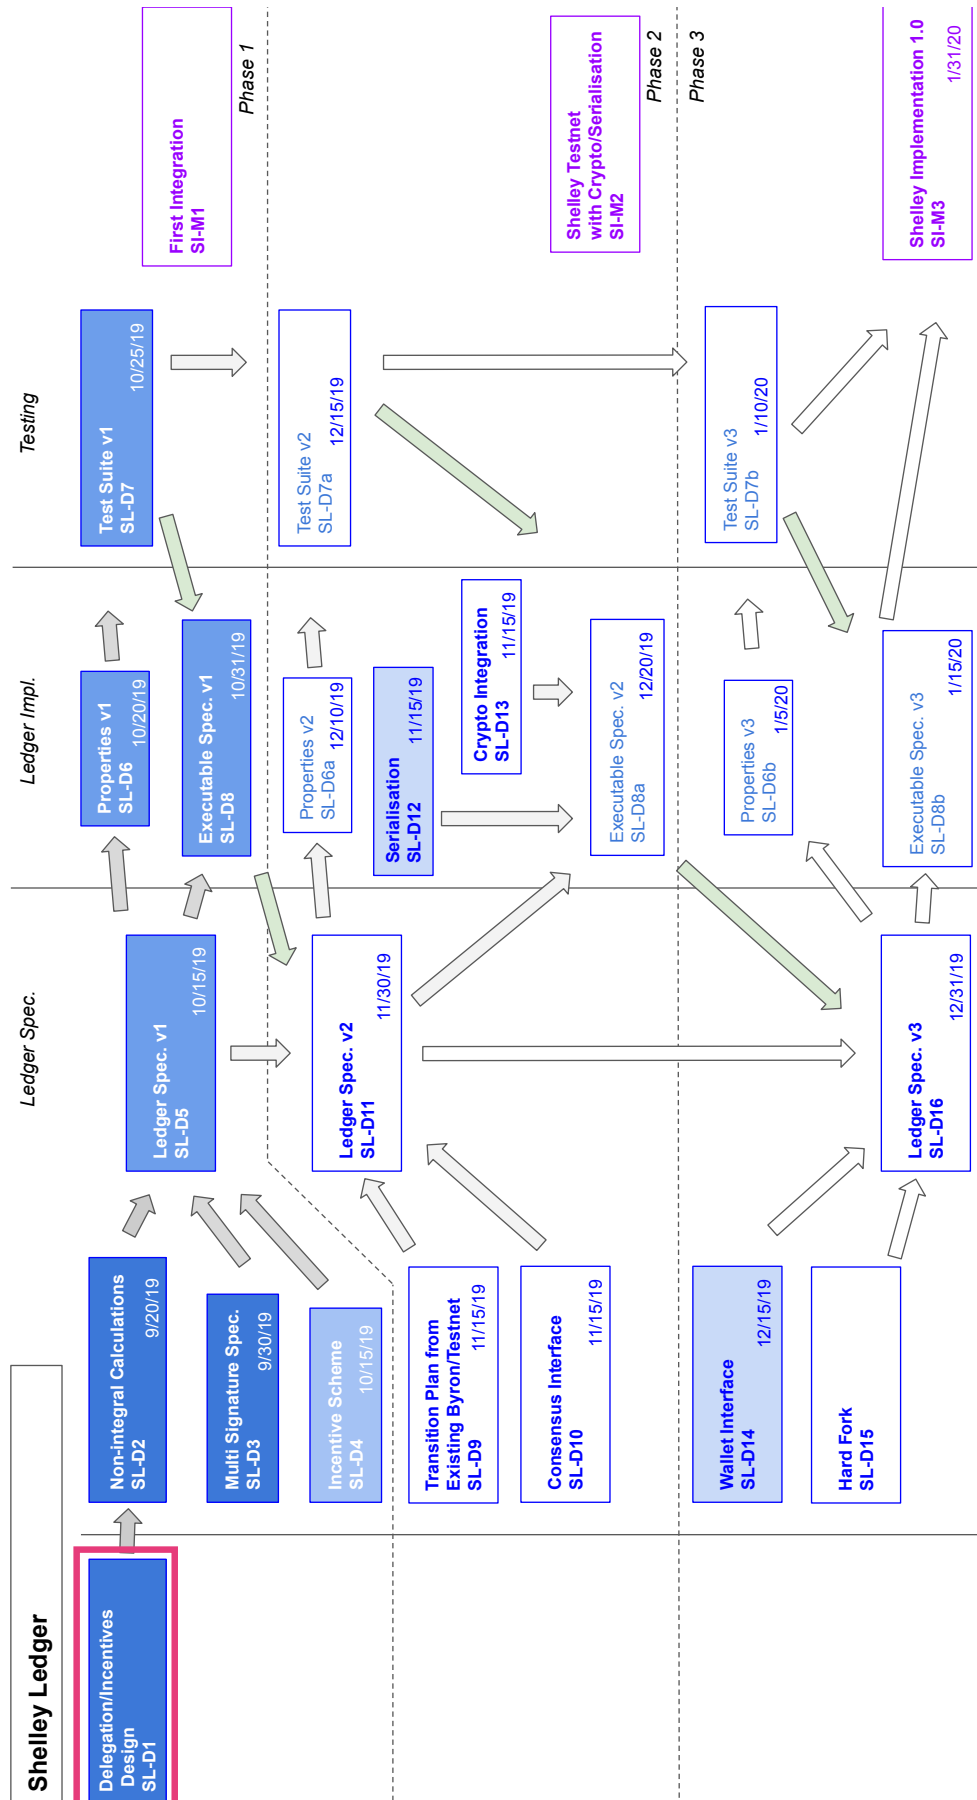 Shelley Ledger
Ledger Spec.
Ledger Impl.
Testing
Delegation/Incentives
Design
SL-D1
Non-integral Calculations
SL-D2
9/20/19
Multi Signature Spec.
SL-D3
9/30/19
Incentive Scheme
SL-D4
10/15/19
Ledger Spec. v1
SL-D5
10/15/19
Properties v1
SL-D6
10/20/19
Executable Spec. v1
SL-D8
10/31/19
Test Suite v1
SL-D7
10/25/19
First Integration
SI-M1
Phase 1
Transition Plan from
Existing Byron/Testnet
SL-D9
11/15/19
Consensus Interface
SL-D10
11/15/19
Ledger Spec. v2
SL-D11
11/30/19
Properties v2
SL-D6a
12/10/19
Serialisation
SL-D12
11/15/19
Crypto Integration
SL-D13
11/15/19
Executable Spec. v2
SL-D8a
12/20/19
Test Suite v2
SL-D7a
12/15/19
Shelley Testnet
with Crypto/Serialisation
SI-M2
Phase 2
Phase 3
Wallet Interface
SL-D14
12/15/19
Hard Fork
SL-D15
Ledger Spec. v3
SL-D16
12/31/19
Properties v3
SL-D6b
1/5/20
Executable Spec. v3
SL-D8b
1/15/20
Test Suite v3
SL-D7b
1/10/20
Shelley Implementation 1.0
SI-M3
1/31/20